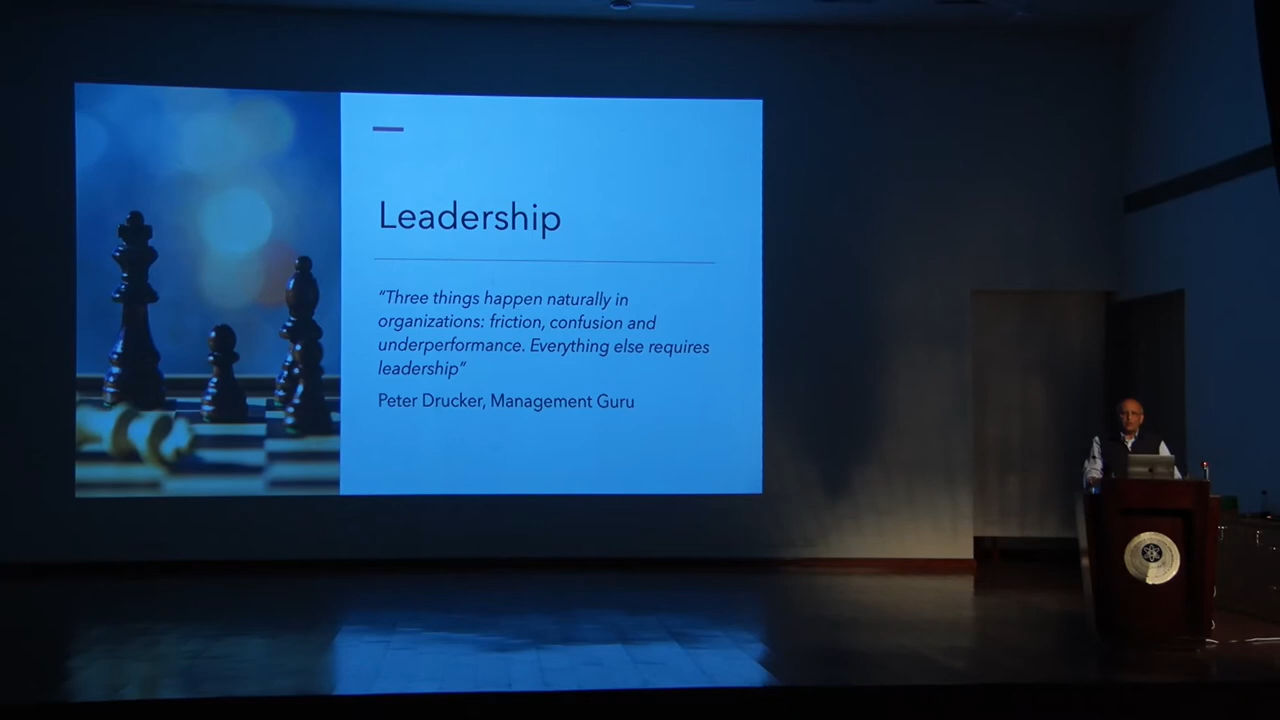 Leadership
“Three things happen naturally in
organizations: friction, confusion and
underperformance. Everything else requires
leadership”
Peter Drucker, Management Guru